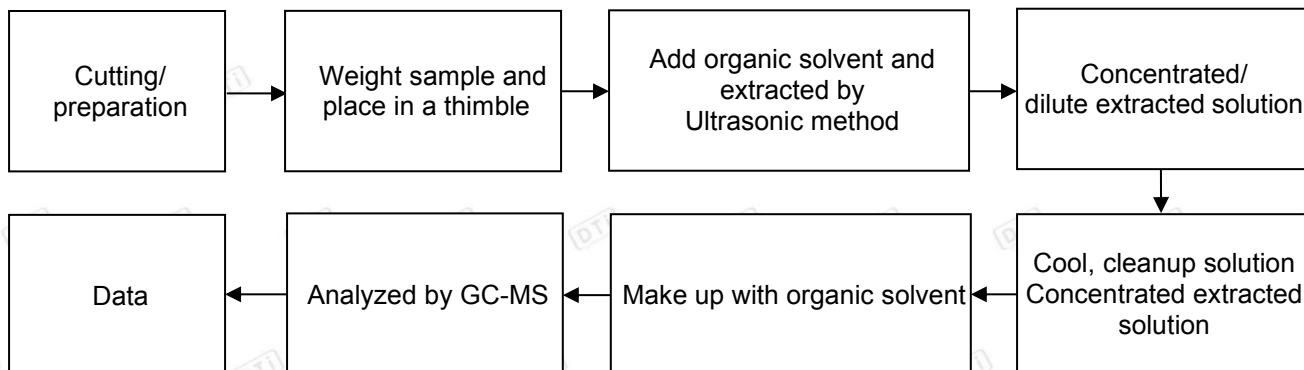 Cutting/
preparation
Weight sample and
place in a thimble
Add organic solvent and
extracted by
Ultrasonic method
Concentrated/
dilute extracted solution
Cool, cleanup solution
Concentrated extracted
solution
Make up with organic solvent
Analyzed by GC-MS
Data
DTi